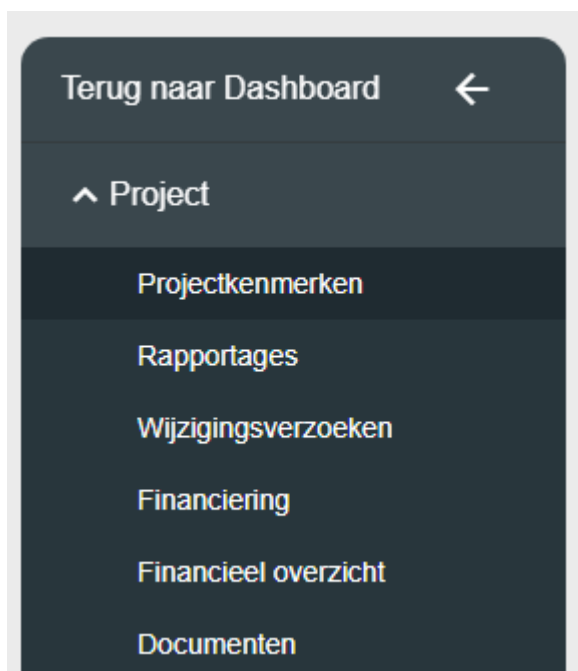 Terug naar Dashboard
Project
Projectkenmerken
Rapportages
Wijzigingsverzoeken
Financiering
Financieel overzicht
Documenten